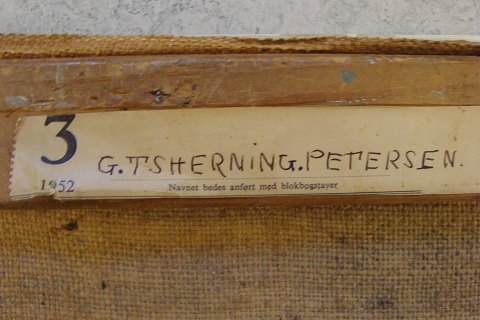 3
G. TSHERNING. PETERSEN.
1952
Navnet bedes anført med blokbogstaver